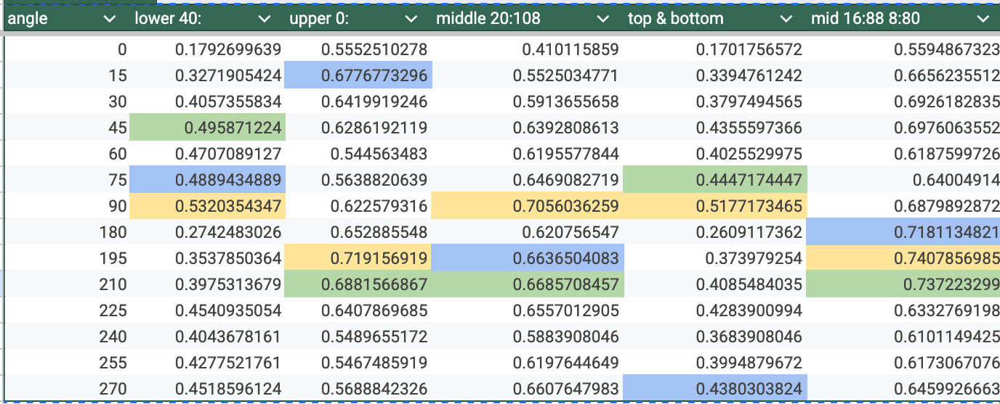 angle lower 40: upper 0: middle 20:108 top & bottom mid 16:88 8:80
0 0.1792699639 0.5552510278 0.410115859 0.1701756572 0.5594867323
15 0.3271905424 0.6776773296 0.5525034771 0.3394761242 0.6656235512
30 0.4057355834 0.6419919246 0.5913655658 0.3797494565 0.6926182835
45 0.495871224 0.6286192119 0.6392808613 0.4355597366 0.6976063552
60 0.4707089127 0.544563483 0.6195577844 0.4025529975 0.6187599726
75 0.4889434889 0.5638820639 0.6469082719 0.4447174447 0.64004914
90 0.5320354347 0.622579316 0.7056036259 0.5177173465 0.6879892872
180 0.2742483026 0.652885548 0.620756547 0.2609117362 0.7181134821
195 0.3537850364 0.719156919 0.6636504083 0.373979254 0.7407856985
210 0.3975313679 0.6881566867 0.6685708457 0.4085484035 0.737223299
225 0.4540935054 0.6407869685 0.6557012905 0.4283900994 0.6332769198
240 0.4043678161 0.5489655172 0.5883908046 0.3683908046 0.6101149425
255 0.4277521761 0.5467485919 0.6197644649 0.3994879672 0.6173067076
270 0.4518596124 0.5688842326 0.6607647983 0.4380303824 0.6459926663